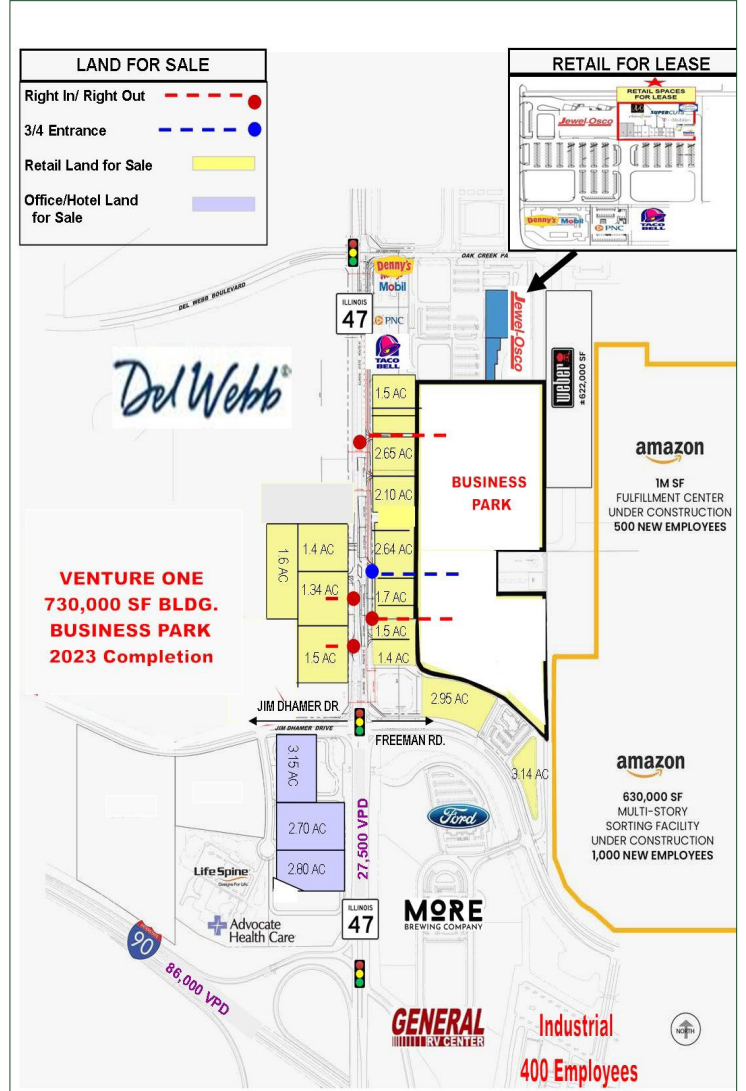 LAND FOR SALE
Right In/ Right Out
3/4 Entrance
Retail Land for Sale
Office/Hotel Land
for Sale
RETAIL FOR LEASE
RETAIL SPACES
FOR LEASE
Jewel-Osco
SUPERCUTS
Denny's
Mobil
PNC
TACO
BELL
OAK CREEK PA
DEL WEBB BOULEVARD
Denny's
Mobil
ILLINOIS
47
PNC
TACO
BELL
Jewel-Osco
weber
±622,000 SF
Del Webb
1.5 AC
2.65 AC
2.10 AC
2.64 AC
1.7 AC
1.5 AC
1.4 AC
BUSINESS
PARK
amazon
1M SF
FULFILLMENT CENTER
UNDER CONSTRUCTION
500 NEW EMPLOYEES
1.6 AC
1.4 AC
1.34 AC
1.5 AC
VENTURE ONE
730,000 SF BLDG.
BUSINESS PARK
2023 Completion
2.95 AC
3.14 AC
JIM DHAMER DR.
JIM DHAMER DRIVE
FREEMAN RD.
3.15 AC
2.70 AC
2.80 AC
27,500 VPD
Ford
amazon
630,000 SF
MULTI-STORY
SORTING FACILITY
UNDER CONSTRUCTION
1,000 NEW EMPLOYEES
Life Spine
Designs For Life
Advocate
Health Care
ILLINOIS
47
MORE
BREWING COMPANY
90
86,000 VPD
GENERAL
RV CENTER
Industrial
400 Employees
NORTH